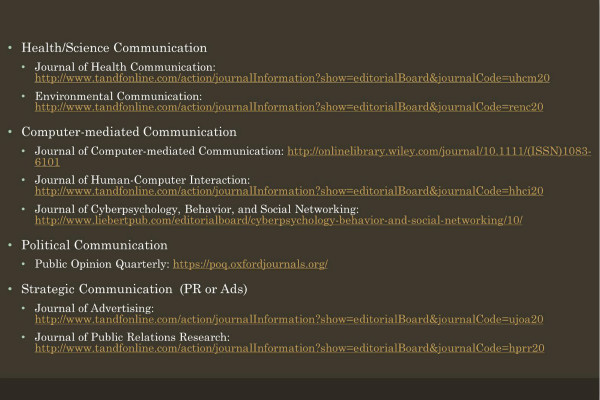 • Health/Science Communication
• Journal of Health Communication:
http://www.tandfonline.com/action/journalInformation?show=editorialBoard&journalCode=uhcm20
• Environmental Communication:
http://www.tandfonline.com/action/journalInformation?show=editorialBoard&journalCode=renc20
• Computer-mediated Communication
• Journal of Computer-mediated Communication: http://onlinelibrary.wiley.com/journal/10.1111/(ISSN)1083-
6101
• Journal of Human-Computer Interaction:
http://www.tandfonline.com/action/journalInformation?show=editorialBoard&journalCode=hhci20
• Journal of Cyberpsychology, Behavior, and Social Networking:
http://www.liebertpub.com/editorialboard/cyberpsychology-behavior-and-social-networking/10/
• Political Communication
• Public Opinion Quarterly: https://poq.oxfordjournals.org/
• Strategic Communication (PR or Ads)
• Journal of Advertising:
http://www.tandfonline.com/action/journalInformation?show=editorialBoard&journalCode=ujoa20
• Journal of Public Relations Research:
http://www.tandfonline.com/action/journalInformation?show=editorialBoard&journalCode=hprr20